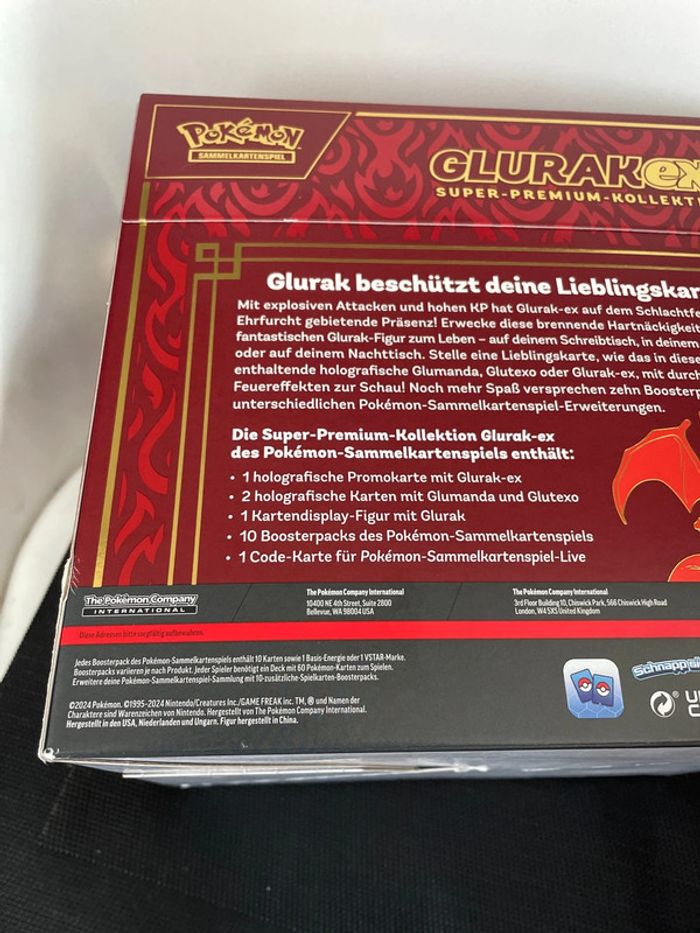 POKéMON
SAMMELKARTENSPIEL
GLURAK ex
SUPER-PREMIUM-KOLLEKTI
Glurak beschützt deine Lieblingskar
Mit explosiven Attacken und hohen KP hat Glurak-ex auf dem Schlachtfe
Ehrfurcht gebietende Präsenz! Erwecke diese brennende Hartnäckigkeit
fantastischen Glurak-Figur zum Leben – auf deinem Schreibtisch, in deinem
oder auf deinem Nachttisch. Stelle eine Lieblingskarte, wie das in diese
enthaltende holografische Glumanda, Glutexo oder Glurak-ex, mit durch
Feuereffekten zur Schau! Noch mehr Spaß versprechen zehn Boosterp
unterschiedlichen Pokémon-Sammelkartenspiel-Erweiterungen.
Die Super-Premium-Kollektion Glurak-ex
des Pokémon-Sammelkartenspiels enthält:
• 1 holografische Promokarte mit Glurak-ex
• 2 holografische Karten mit Glumanda und Glutexo
• 1 Kartendisplay-Figur mit Glurak
• 10 Boosterpacks des Pokémon-Sammelkartenspiels
• 1 Code-Karte für Pokémon-Sammelkartenspiel-Live
The Pokémon Company
INTERNATIONAL
The Pokémon Company International
10400 NE 4th Street, Suite 2800
Bellevue, WA 98004 USA
The Pokémon Company International
3rd Floor Building 10, Chiswick Park, 566 Chiswick High Road
London, W4 5XS United Kingdom
Diese Adressen bitte sorgfältig aufbewahren.
Jedes Boosterpack des Pokémon-Sammelkartenspiels enthält 10 Karten sowie 1 Basis-Energie oder 1 VSTAR-Marke.
Boosterpacks variieren je nach Produkt. Jeder Spieler benötigt ein Deck mit 60 Pokémon-Karten zum Spielen.
Erweitere deine Pokémon-Sammlung mit 10-zusätzliche-Spielkarten-Boosterpacks.
©2024 Pokémon. ©1995–2024 Nintendo/Creatures Inc./GAME FREAK inc. TM, ® und Namen der
Charaktere sind Warenzeichen von Nintendo. Hergestellt von The Pokémon Company International.
Hergestellt in den USA, Niederlanden und Ungarn. Figur hergestellt in China.
Schnapp si